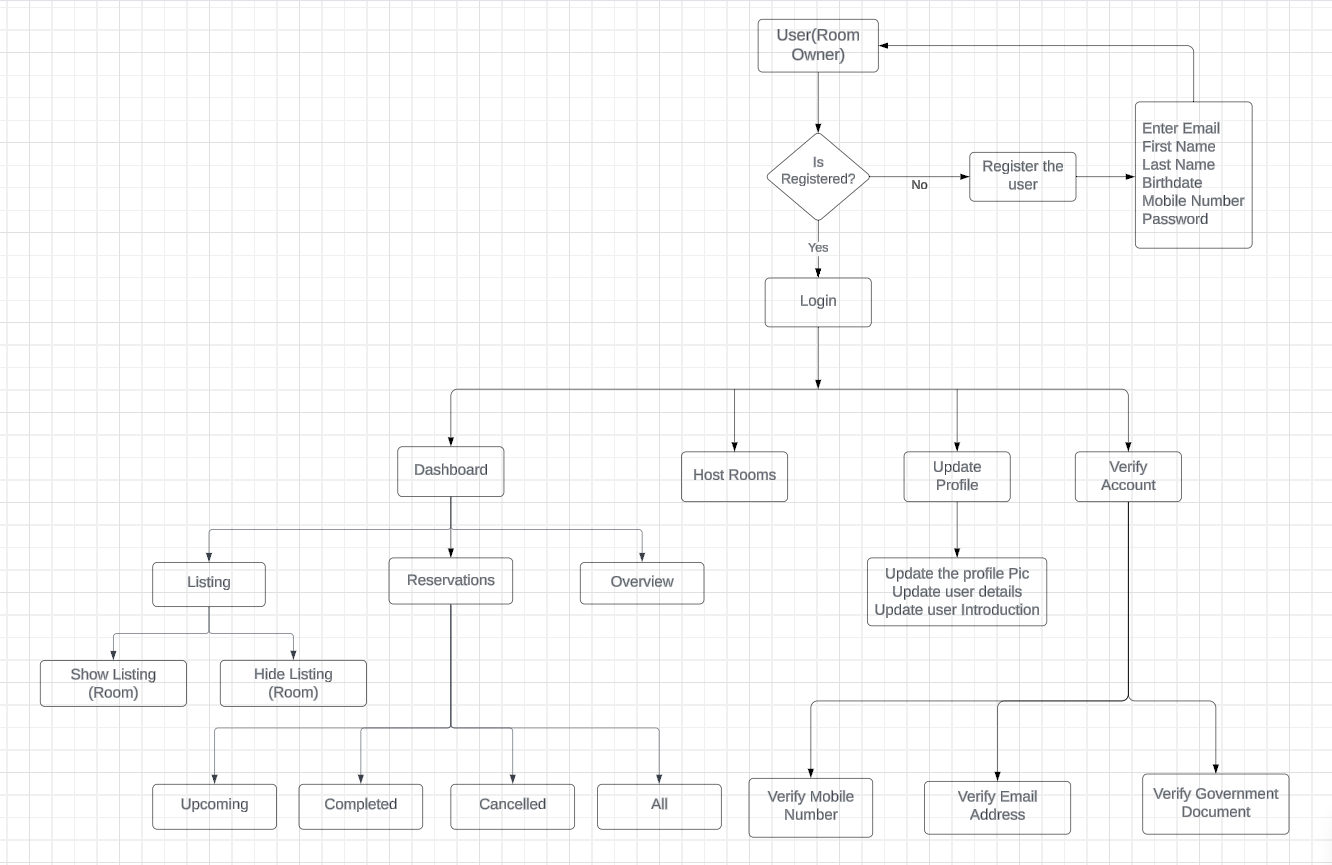 User(Room
Owner)
Enter Email
First Name
Last Name
Birthdate
Mobile Number
Password
Is
Registered?
No
Register the
user
Yes
Login
Dashboard
Host Rooms
Update
Profile
Verify
Account
Listing
Reservations
Overview
Update the profile Pic
Update user details
Update user Introduction
Show Listing
(Room)
Hide Listing
(Room)
Upcoming
Completed
Cancelled
All
Verify Mobile
Number
Verify Email
Address
Verify Government
Document